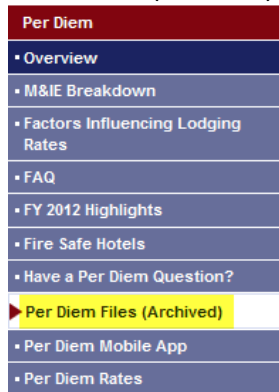 Per Diem
▪ Overview
▪ M&IE Breakdown
▪ Factors Influencing Lodging
Rates
▪ FAQ
▪ FY 2012 Highlights
▪ Fire Safe Hotels
▪ Have a Per Diem Question?
Per Diem Files (Archived)
▪ Per Diem Mobile App
▪ Per Diem Rates